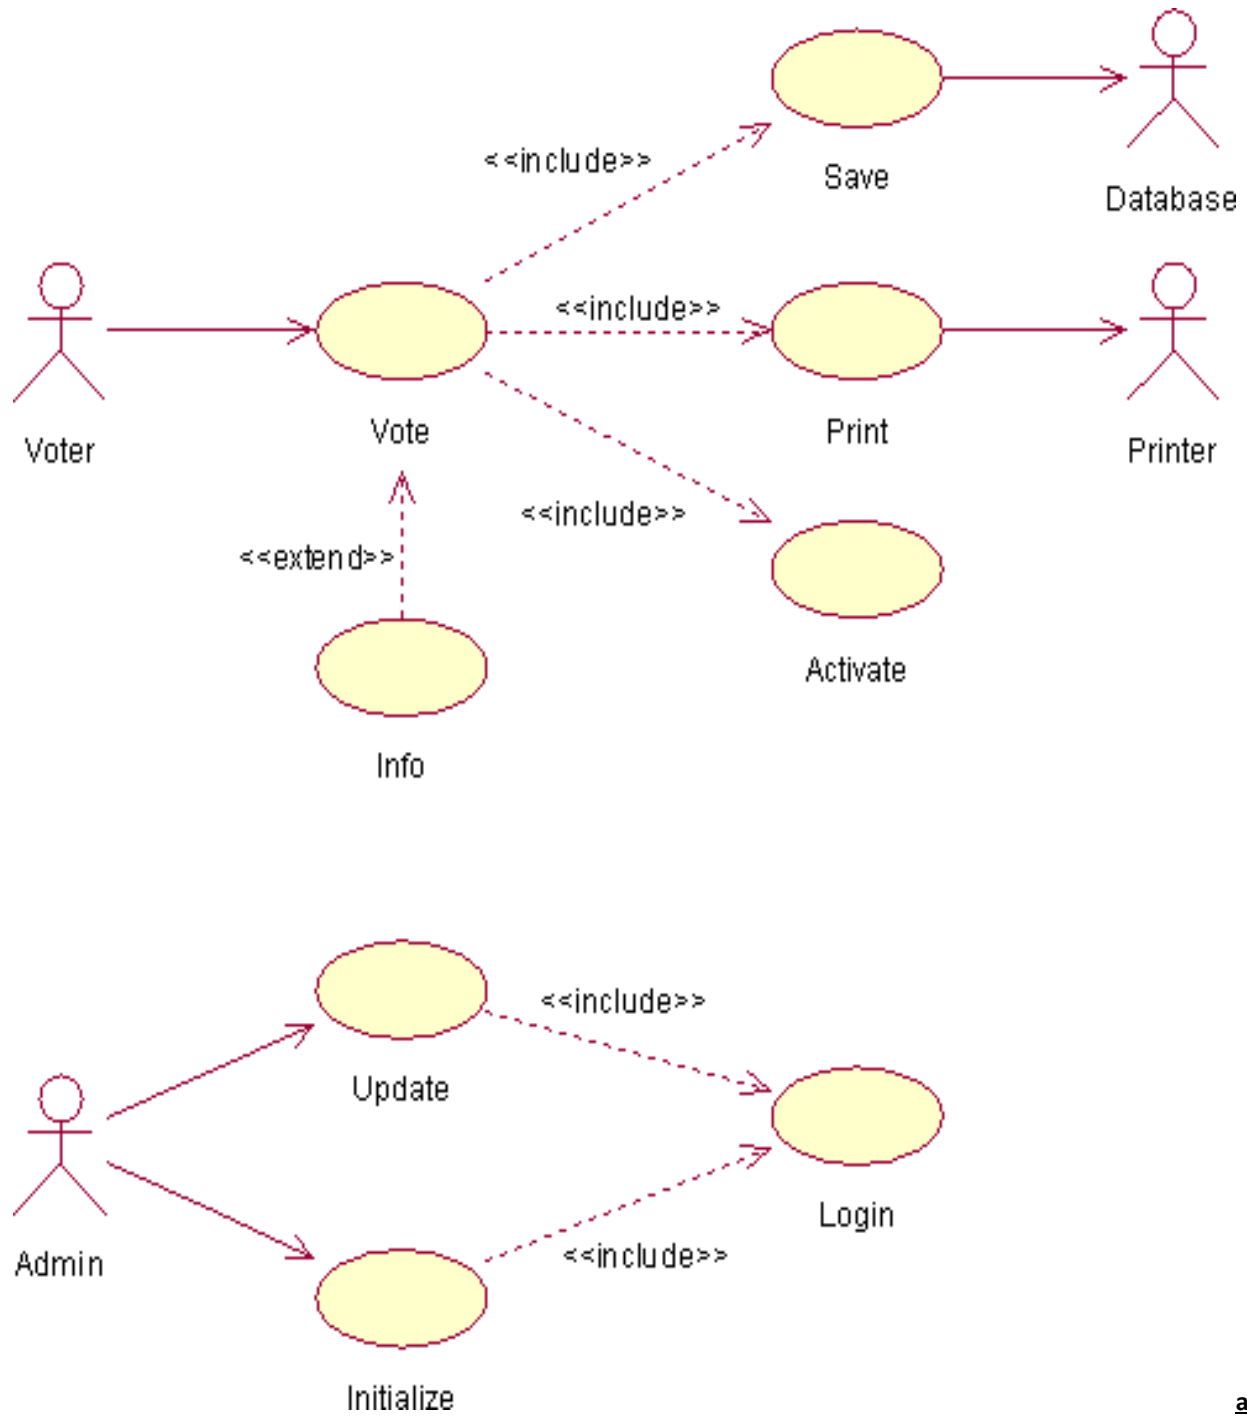 <<include>>
Save
Database
<<include>>
Vote
Print
Voter
Printer
<<include>>
<<extend>>
Activate
Info
<<include>>
Update
Login
Admin
<<include>>
Initialize
a